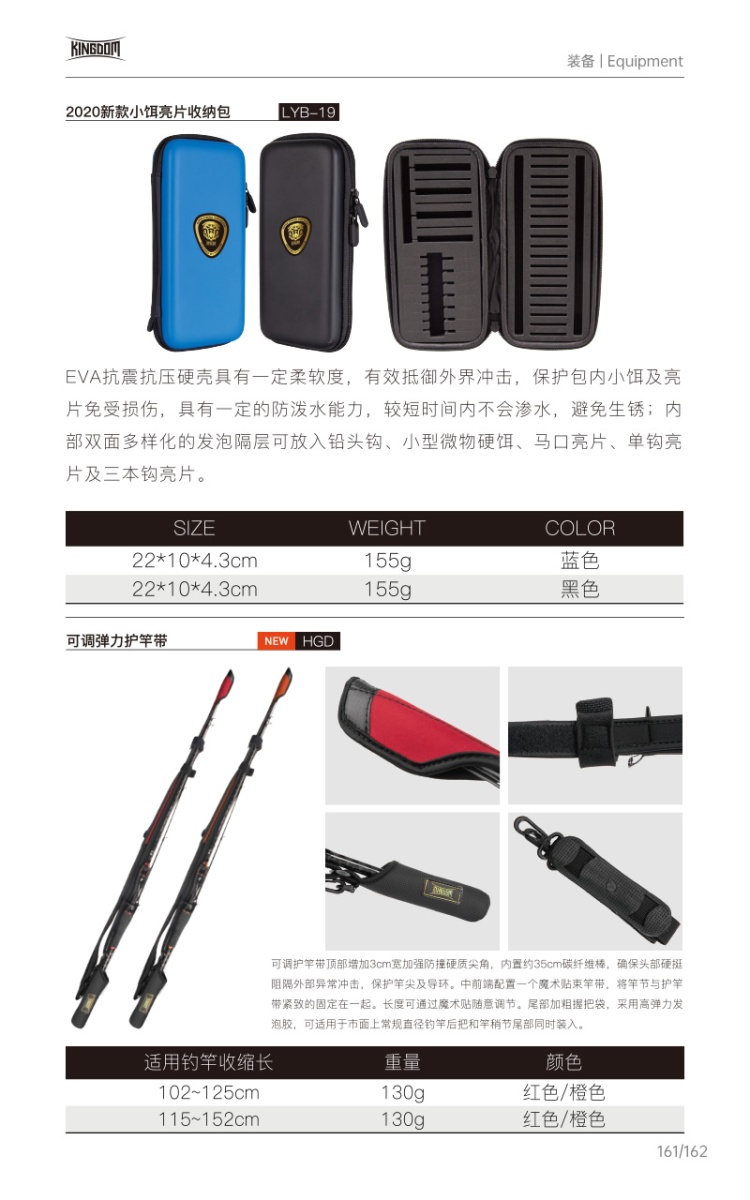 KINGDOM
装备 | Equipment
2020新款小饵亮片收纳包 LYB-19
EVA抗震抗压硬壳具有一定柔软度，有效抵御外界冲击，保护包内小饵及亮
片免受损伤，具有一定的防泼水能力，较短时间内不会渗水，避免生锈；内
部双面多样化的发泡隔层可放入铅头钩、小型微物硬饵、马口亮片、单钩亮
片及三本钩亮片。
SIZE WEIGHT COLOR
22*10*4.3cm 155g 蓝色
22*10*4.3cm 155g 黑色
可调弹力护竿带 NEW HGD
KINGDOM
可调护竿带顶部增加3cm宽加强防撞硬质尖角，内置约35cm碳纤维棒，确保头部硬挺
阻隔外部异常冲击，保护竿尖及导环。中前端配置一个魔术贴束竿带，将竿节与护竿
带紧致的固定在一起。长度可通过魔术贴随意调节。尾部加粗握把袋，采用高弹力发
泡胶，可适用于市面上常规直径钓竿后把和竿稍节尾部同时装入。
适用钓竿收缩长 重量 颜色
102~125cm 130g 红色/橙色
115~152cm 130g 红色/橙色
161/162